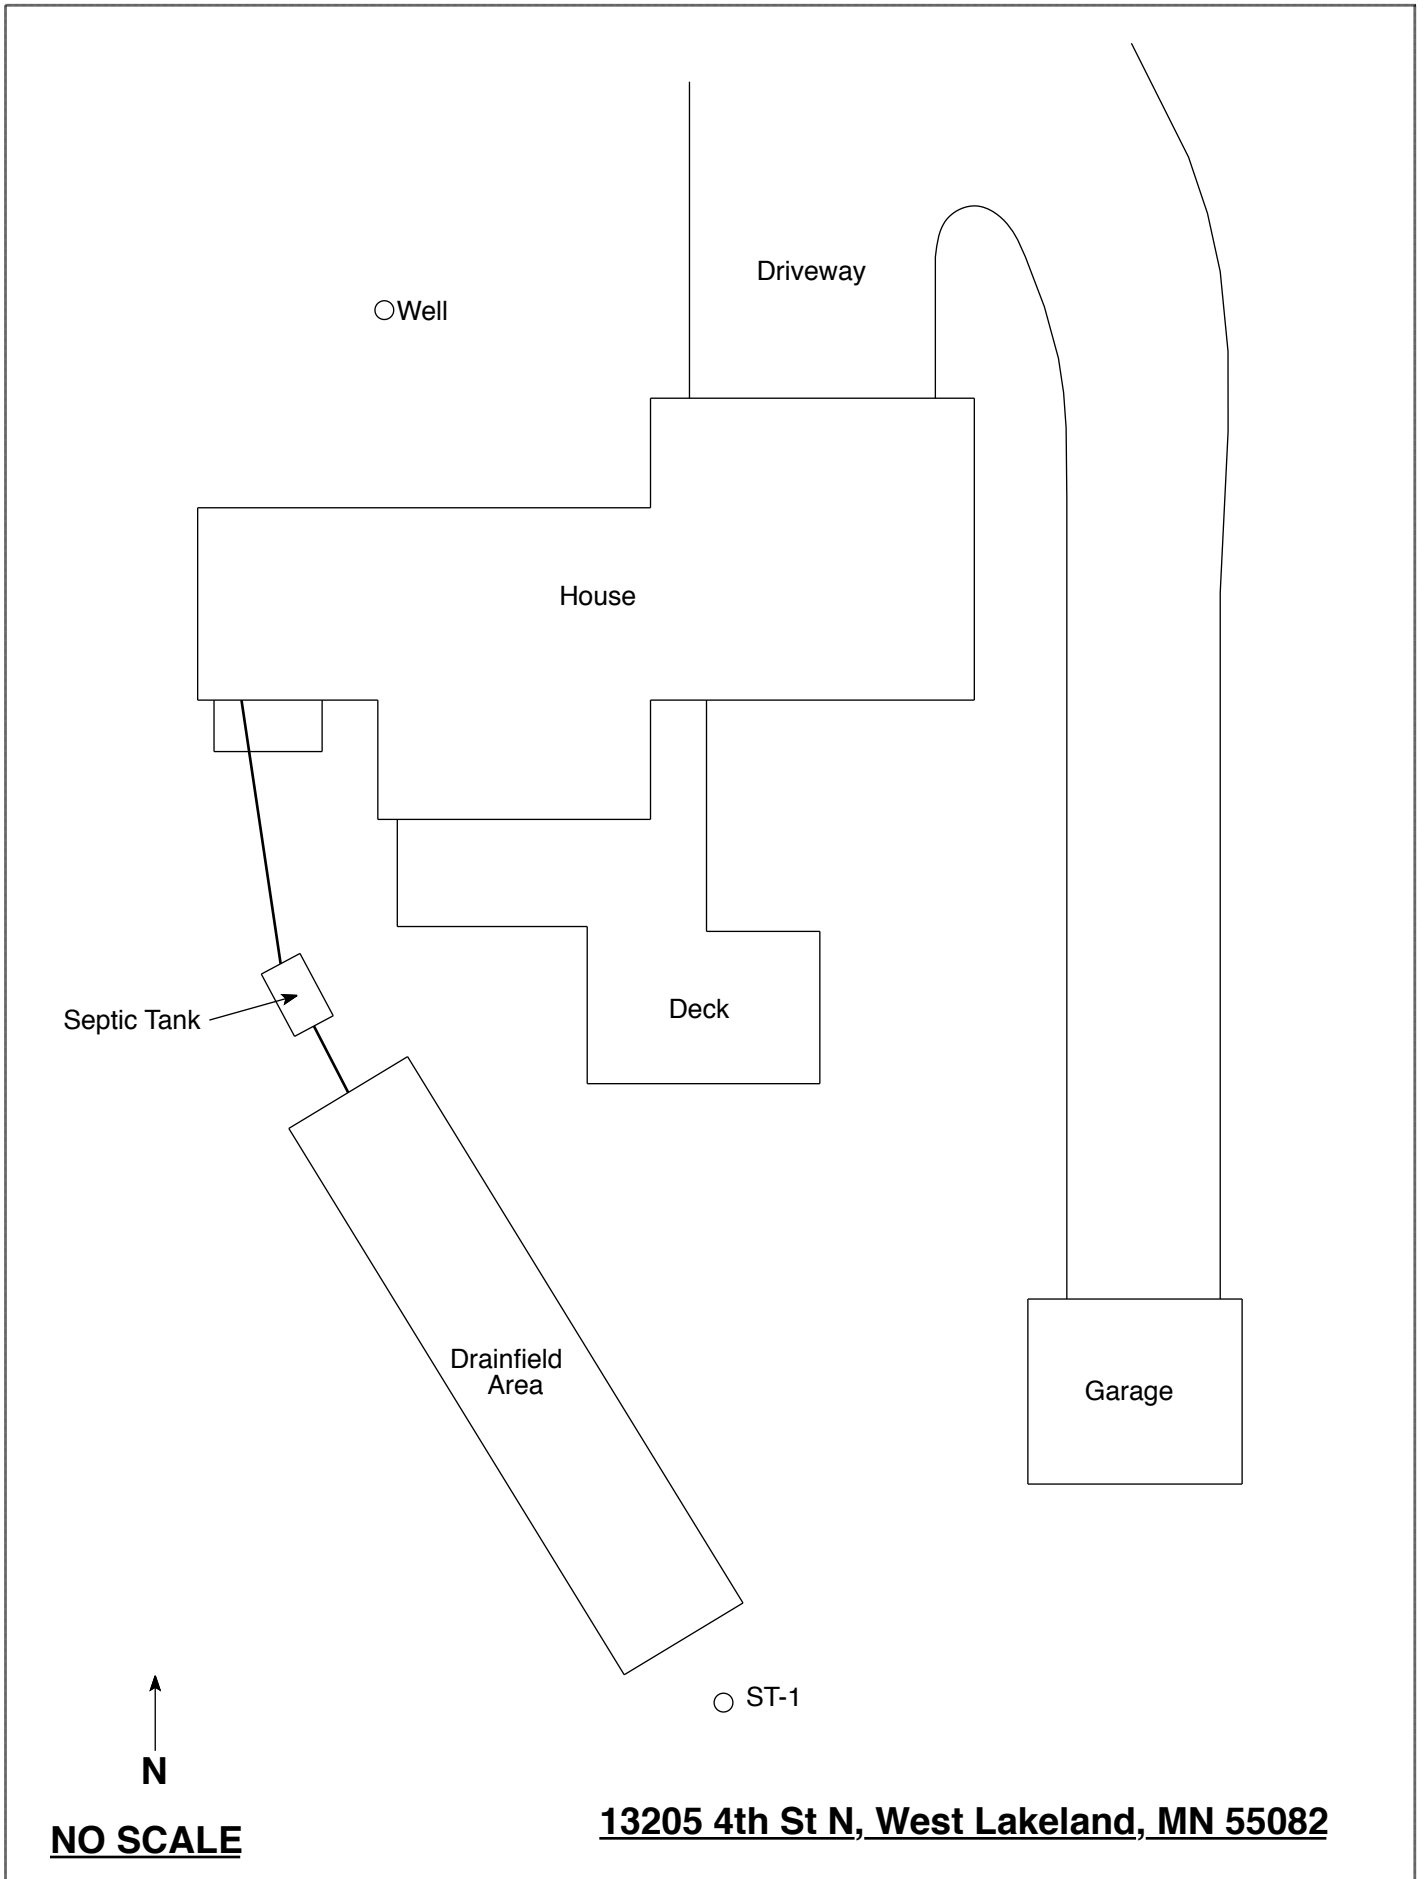 Driveway
Well
House
Deck
Septic Tank
Drainfield
Area
Garage
ST-1
N
NO SCALE
13205 4th St N, West Lakeland, MN 55082